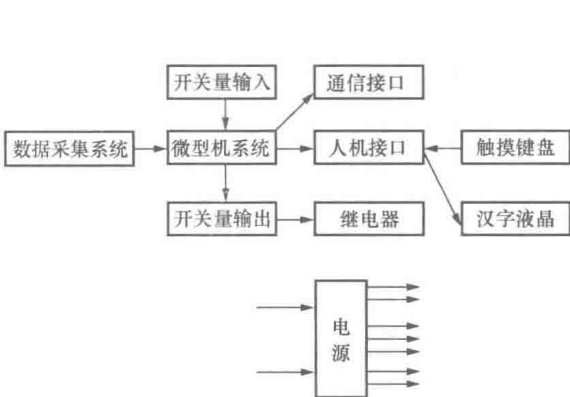 开关量输入
通信接口
数据采集系统
微型机系统
人机接口
触摸键盘
开关量输出
继电器
汉字液晶
电源